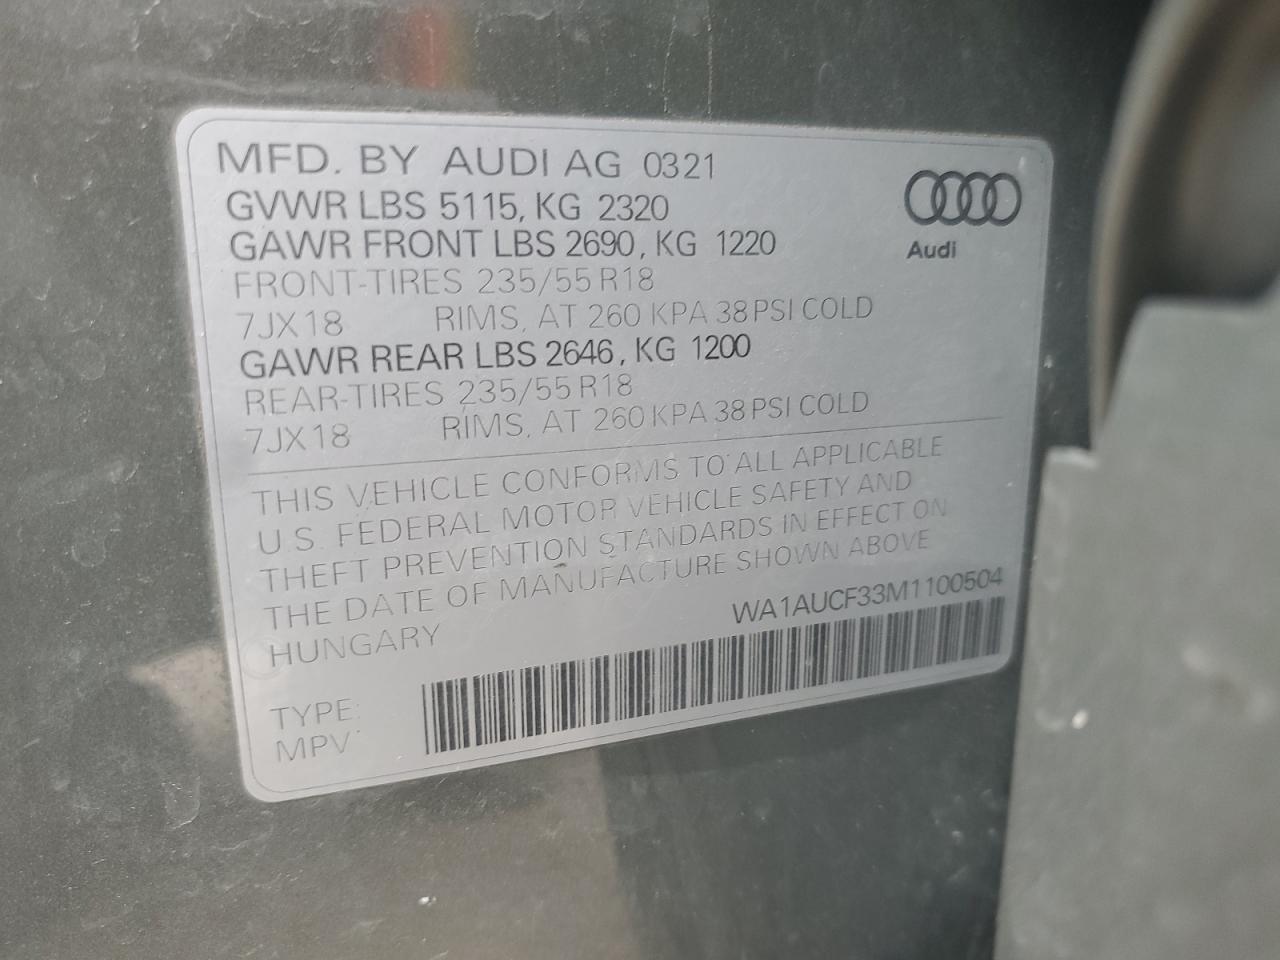 MFD. BY AUDI AG 0321
GVWR LBS 5115, KG 2320
GAWR FRONT LBS 2690, KG 1220
FRONT-TIRES 235/55 R18
7JX18 RIMS, AT 260 KPA 38 PSI COLD
GAWR REAR LBS 2646, KG 1200
REAR-TIRES 235/55 R18
7JX18 RIMS, AT 260 KPA 38 PSI COLD
Audi
THIS VEHICLE CONFORMS TO ALL APPLICABLE
U.S. FEDERAL MOTOR VEHICLE SAFETY AND
THEFT PREVENTION STANDARDS IN EFFECT ON
THE DATE OF MANUFACTURE SHOWN ABOVE
HUNGARY
WA1AUCF33M1100504
TYPE:
MPV